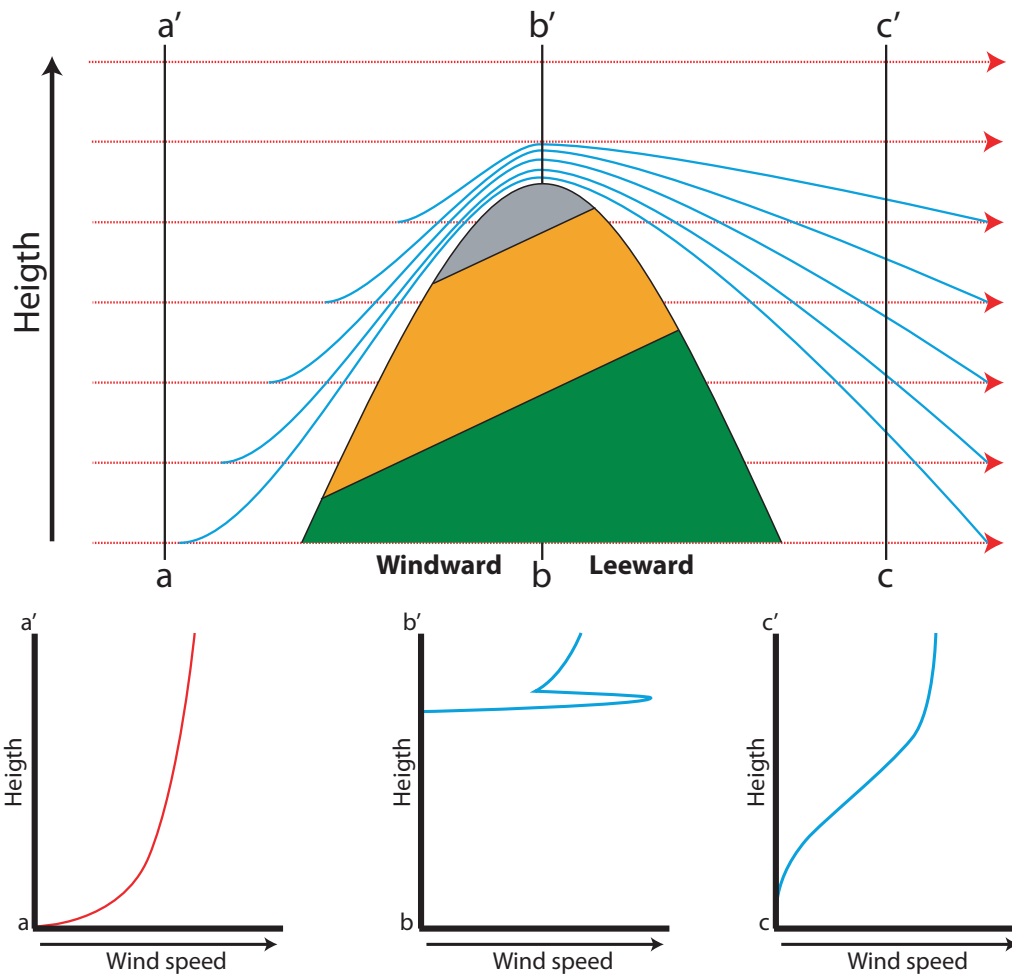 a’ b’ c’
Heigth
Windward Leeward
a b c
a’ b’ c’
Heigth Heigth Heigth
a b c
Wind speed Wind speed Wind speed